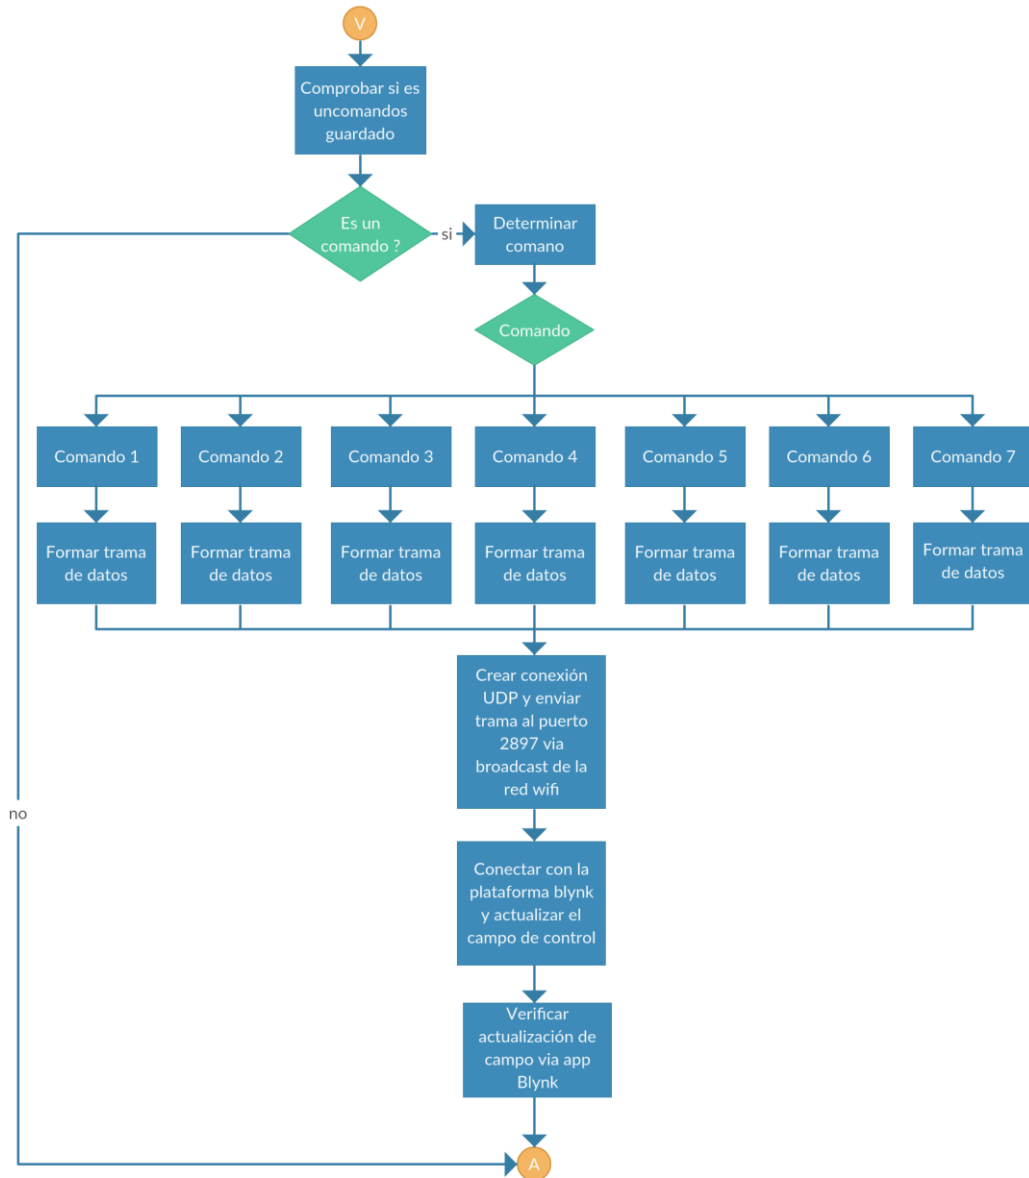 V
Comprobar si es
uncomandos
guardado
Es un
comando ?
si
Determinar
comano
Comando
Comando 1
Comando 2
Comando 3
Comando 4
Comando 5
Comando 6
Comando 7
Formar trama
de datos
Formar trama
de datos
Formar trama
de datos
Formar trama
de datos
Formar trama
de datos
Formar trama
de datos
Formar trama
de datos
Crear conexión
UDP y enviar
trama al puerto
2897 via
broadcast de la
red wifi
no
Conectar con la
plataforma blynk
y actualizar el
campo de control
Verificar
actualización de
campo via app
Blynk
A